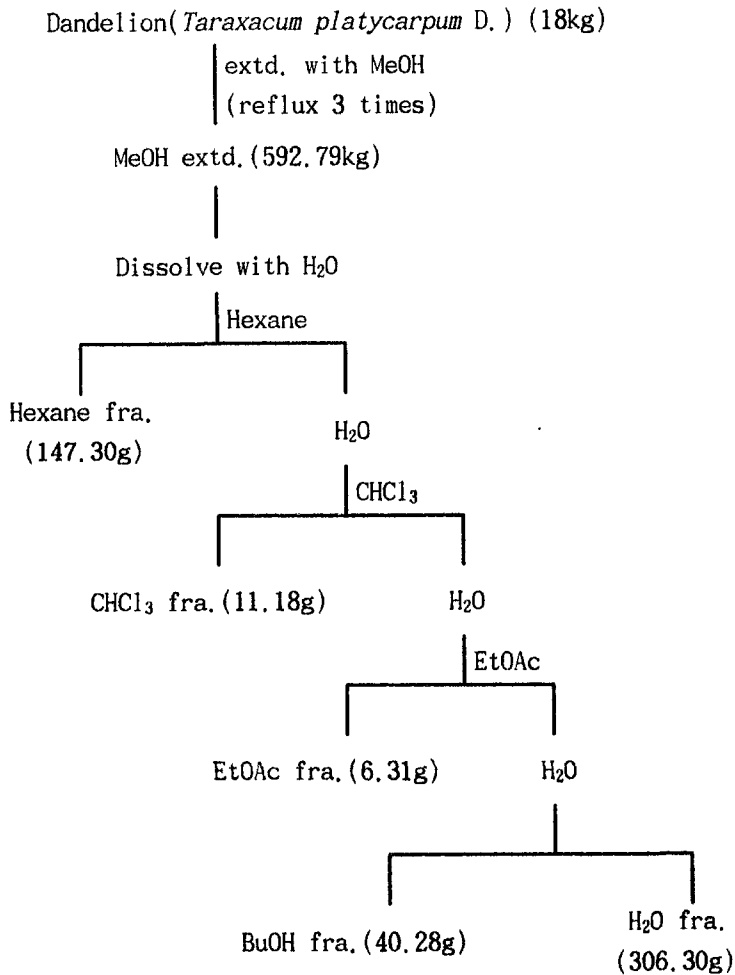 Dandelion(Taraxacum platycarpum D.) (18kg)
extd. with MeOH
(reflux 3 times)
MeOH extd.(592.79kg)
Dissolve with H₂O
Hexane
Hexane fra.
(147.30g)
H₂O
CHCl₃
CHCl₃ fra.(11.18g)
H₂O
EtOAc
EtOAc fra.(6.31g)
H₂O
BuOH fra.(40.28g)
H₂O fra.
(306.30g)